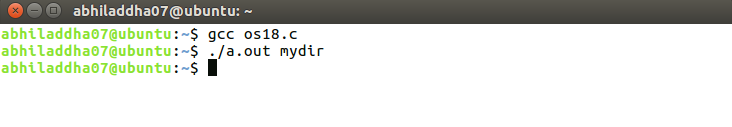 abhiladdha07@ubuntu: ~
abhiladdha07@ubuntu:~$ gcc os18.c
abhiladdha07@ubuntu:~$ ./a.out mydir
abhiladdha07@ubuntu:~$